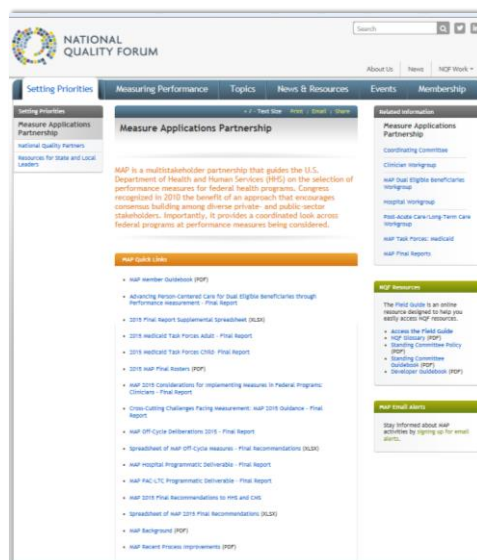 NATIONAL
QUALITY FORUM
Search
About Us
News
NQF Work
Setting Priorities
Measuring Performance
Topics
News & Resources
Events
Membership
Setting Priorities
Measure Applications
Partnership
National Quality Partners
Resources for State and Local
Leaders
+ / - Text Size Print | Email | Share
Measure Applications Partnership
MAP is a multistakeholder partnership that guides the U.S.
Department of Health and Human Services (HHS) on the selection of
performance measures for federal health programs. Congress
recognized in 2010 the benefit of an approach that encourages
consensus building among diverse private- and public-sector
stakeholders. Importantly, it provides a coordinated look across
federal programs at performance measures being considered.
MAP Quick Links
• MAP Member Guidebook (PDF)
• Advancing Person-Centered Care for Dual Eligible Beneficiaries through
Performance Measurement - Final Report
• 2015 Final Report Supplemental Spreadsheet (XLSX)
• 2015 Medicaid Task Forces Adult - Final Report
• 2015 Medicaid Task Forces Child- Final Report
• 2015 MAP Final Rosters (PDF)
• MAP 2015 Considerations for Implementing Measures in Federal Programs:
Clinicians - Final Report
• Cross-Cutting Challenges Facing Measurement: MAP 2015 Guidance - Final
Report
• MAP Off-Cycle Deliberations 2015 - Final Report
• Spreadsheet of MAP Off-Cycle Measures - Final Recommendations (XLSX)
• MAP Hospital Programmatic Deliverable - Final Report
• MAP PAC-LTC Programmatic Deliverable - Final Report
• MAP 2015 Final Recommendations to HHS and CMS
• Spreadsheet of MAP 2015 Final Recommendations (XLSX)
• MAP Background (PDF)
• MAP Recent Process Improvements (PDF)
Related Information
Measure Applications
Partnership
Coordinating Committee
Clinician Workgroup
MAP Dual Eligible Beneficiaries
Workgroup
Hospital Workgroup
Post-Acute Care/Long Term Care
Workgroup
MAP Task Forces: Medicaid
MAP Final Reports
NQF Resources
The Field Guide is an online
resource designed to help you
easily access NQF resources.
• Access the Field Guide
• NQF Glossary (PDF)
• Standing Committee Policy
(PDF)
• Standing Committee
Guidebook (PDF)
• Developer Guidebook (PDF)
MAP Email Alerts
Stay informed about MAP
activities by signing up for email
alerts.